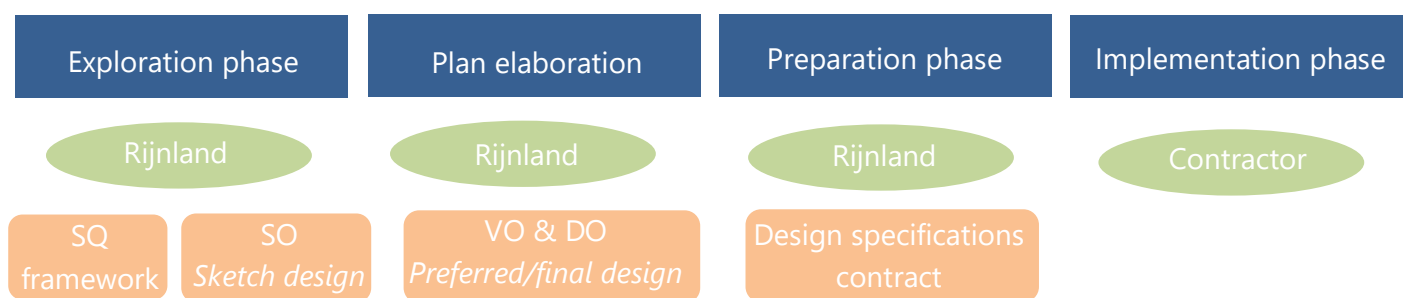 Exploration phase
Plan elaboration
Preparation phase
Implementation phase
Rijnland
Rijnland
Rijnland
Contractor
SQ
framework
SO
Sketch design
VO & DO
Preferred/final design
Design specifications
contract